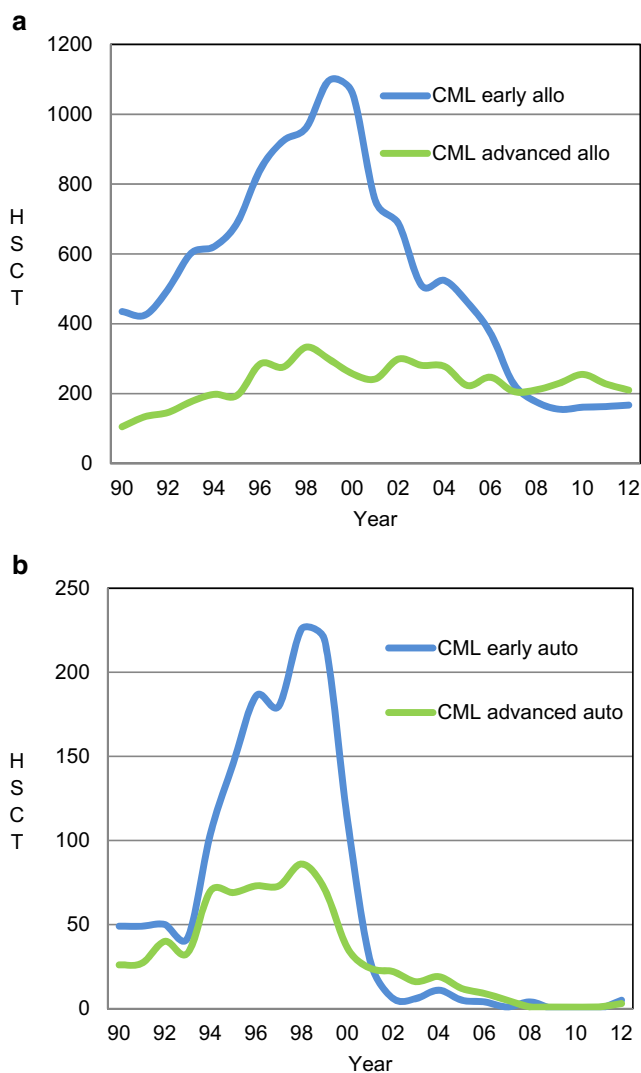 a
1200
1000
800
600
400
200
0
H
S
C
T
CML early allo
CML advanced allo
90 92 94 96 98 00 02 04 06 08 10 12
Year
b
250
200
150
100
50
0
H
S
C
T
CML early auto
CML advanced auto
90 92 94 96 98 00 02 04 06 08 10 12
Year